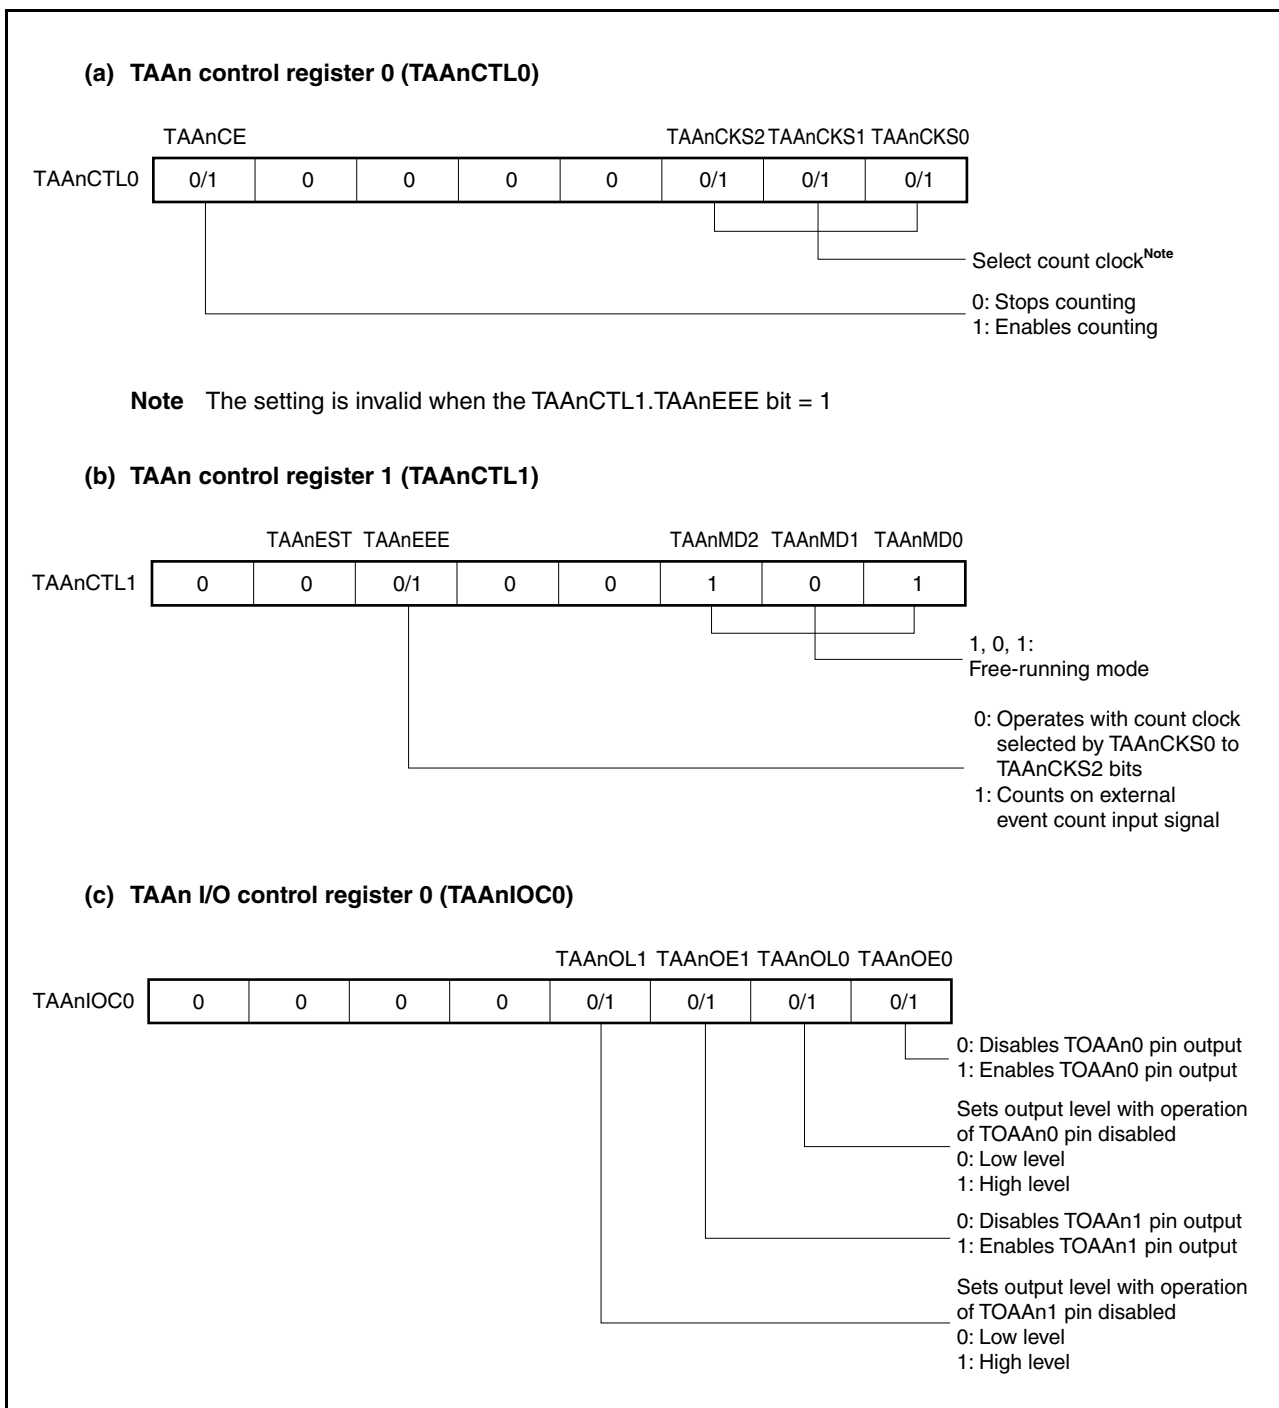 (a) TAAn control register 0 (TAAnCTL0)
TAAnCE TAAnCKS2 TAAnCKS1 TAAnCKS0
TAAnCTL0 0/1 0 0 0 0 0/1 0/1 0/1
Select count clockNote
0: Stops counting
1: Enables counting
Note The setting is invalid when the TAAnCTL1.TAAnEEE bit = 1
(b) TAAn control register 1 (TAAnCTL1)
TAAnEST TAAnEEE TAAnMD2 TAAnMD1 TAAnMD0
TAAnCTL1 0 0 0/1 0 0 1 0 1
1, 0, 1:
Free-running mode
0: Operates with count clock
selected by TAAnCKS0 to
TAAnCKS2 bits
1: Counts on external
event count input signal
(c) TAAn I/O control register 0 (TAAnIOC0)
TAAnOL1 TAAnOE1 TAAnOL0 TAAnOE0
TAAnIOC0 0 0 0 0 0/1 0/1 0/1 0/1
0: Disables TOAAn0 pin output
1: Enables TOAAn0 pin output
Sets output level with operation
of TOAAn0 pin disabled
0: Low level
1: High level
0: Disables TOAAn1 pin output
1: Enables TOAAn1 pin output
Sets output level with operation
of TOAAn1 pin disabled
0: Low level
1: High level